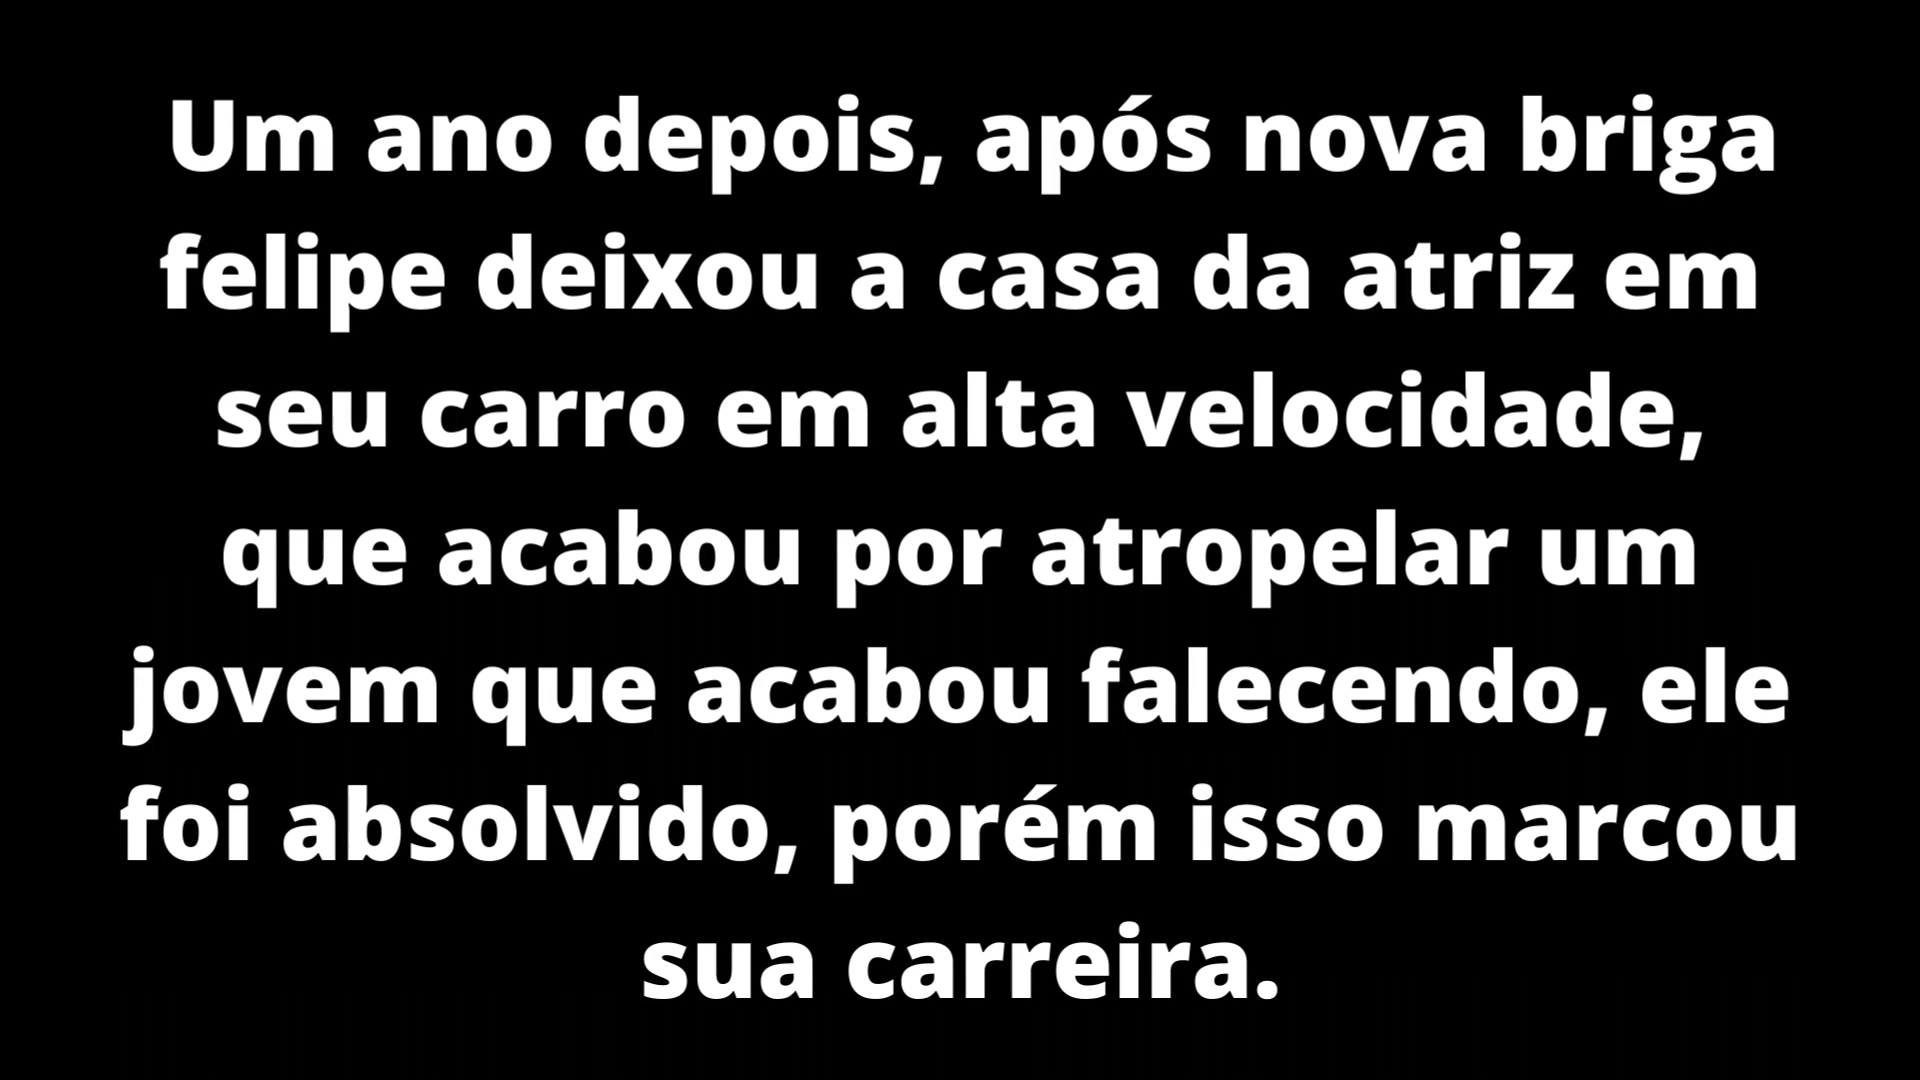 Um ano depois, após nova briga
felipe deixou a casa da atriz em
seu carro em alta velocidade,
que acabou por atropelar um
jovem que acabou falecendo, ele
foi absolvido, porém isso marcou
sua carreira.